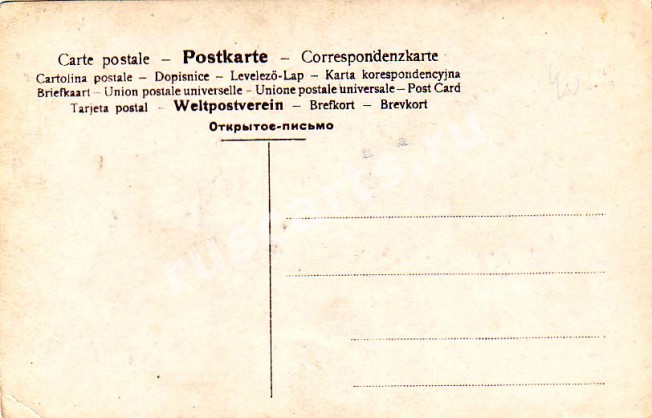 Carte postale – Postkarte – Correspondenzkarte
Cartolina postale – Dopisnice – Levelező-Lap – Karta korespondencyjna
Briefkaart – Union postale universelle – Unione postale universale – Post Card
Tarjeta postal – Weltpostverein – Brefkort – Brevkort
Открытое-письмо